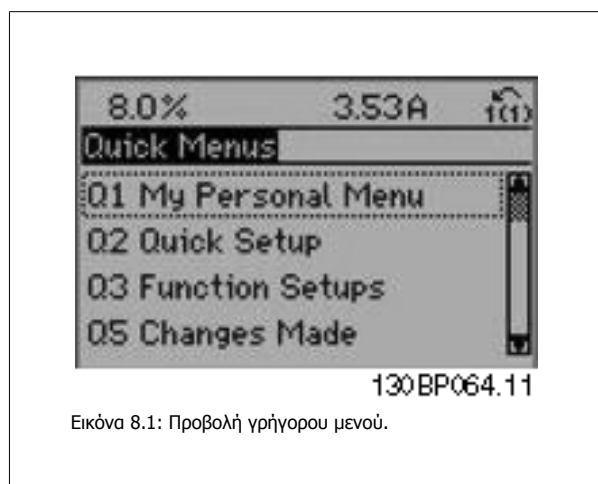 8.0% 3.53A 1(1)
Quick Menus
Q1 My Personal Menu
Q2 Quick Setup
Q3 Function Setups
Q5 Changes Made
130BP064.11
Εικόνα 8.1: Προβολή γρήγορου μενού.